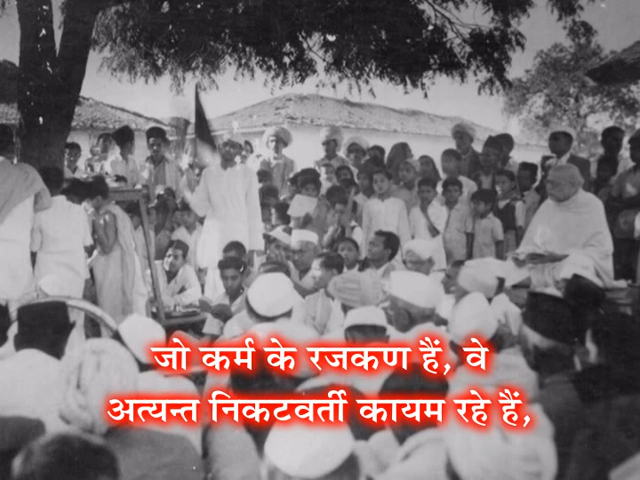 जो कर्म के रजकण हैं, वे
अत्यन्त निकटवर्ती कायम रहे हैं,